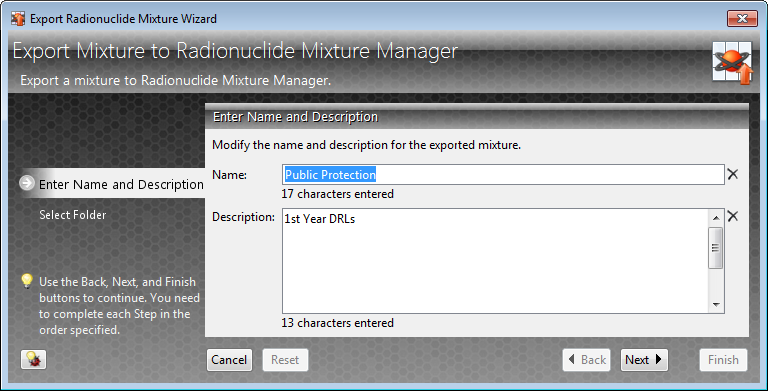 Export Radionuclide Mixture Wizard
Export Mixture to Radionuclide Mixture Manager
Export a mixture to Radionuclide Mixture Manager.
Enter Name and Description
Select Folder
Use the Back, Next, and Finish
buttons to continue. You need
to complete each Step in the
order specified.
Enter Name and Description
Modify the name and description for the exported mixture.
Name: Public Protection
17 characters entered
Description: 1st Year DRLs
13 characters entered
Cancel Reset Back Next Finish